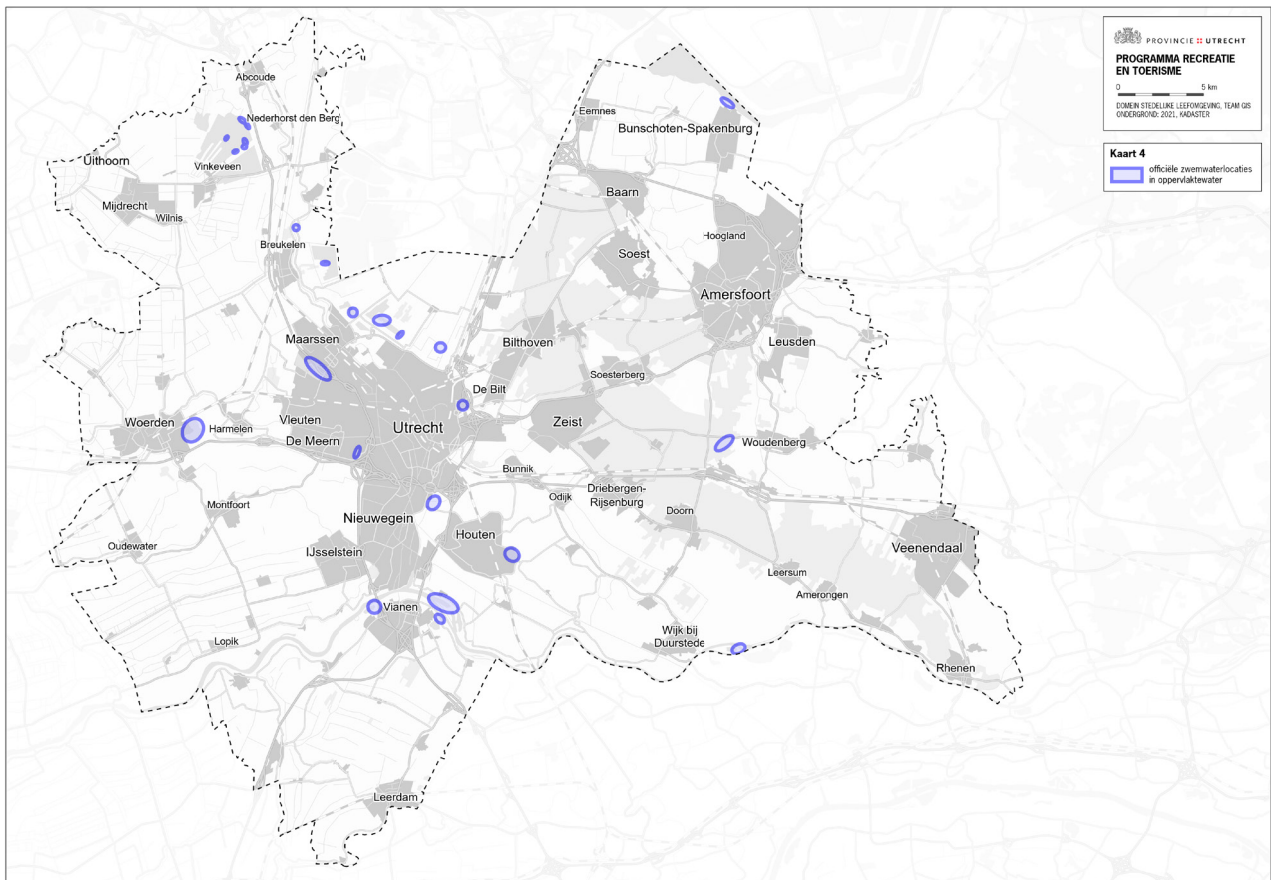 PROVINCIE UTRECHT
PROGRAMMA RECREATIE
EN TOERISME
0 5 km
DOMEIN STEDELIJKE LEEFOMGEVING, TEAM GIS
ONDERGROND: 2021, KADASTER
Kaart 4
officiële zwemwaterlocaties
in oppervlaktewater
Abcoude
Eemnes
Nederhorst den Berg
Bunschoten-Spakenburg
Uithoorn
Vinkeveen
Baarn
Mijdrecht
Wilnis
Hoogland
Breukelen
Soest
Amersfoort
Maarssen
Bilthoven
Leusden
Soesterberg
De Bilt
Vleuten
Woerden
Harmelen
Utrecht
Zeist
De Meern
Woudenberg
Bunnik
Driebergen-
Rijsenburg
Odijk
Montfoort
Doorn
Nieuwegein
Houten
Oudewater
IJsselstein
Veenendaal
Leersum
Amerongen
Vianen
Wijk bij
Duurstede
Lopik
Rhenen
Leerdam